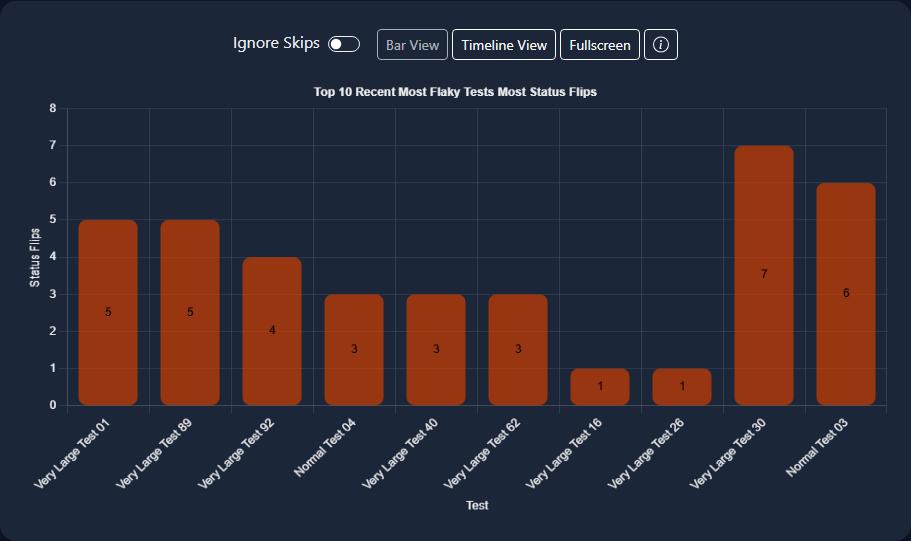 Ignore Skips
Bar View
Timeline View
Fullscreen
Top 10 Recent Most Flaky Tests Most Status Flips
8
7
6
5
4
3
2
1
0
Status Flips
5
5
4
3
3
3
1
1
7
6
Very Large Test 01
Very Large Test 89
Very Large Test 92
Normal Test 04
Very Large Test 40
Very Large Test 62
Very Large Test 16
Very Large Test 26
Very Large Test 30
Normal Test 03
Test